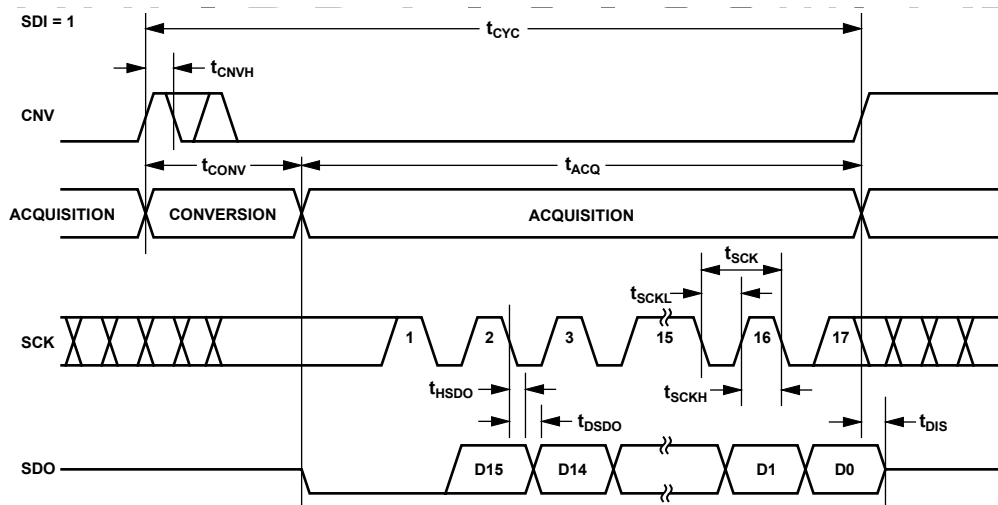 SDI = 1
tCYC
tCNVH
CNV
tCONV
tACQ
ACQUISITION
CONVERSION
ACQUISITION
tSCK
tSCKL
SCK
1
2
3
15
16
17
tHSDO
tSCKH
tDSDO
tDIS
SDO
D15
D14
D1
D0